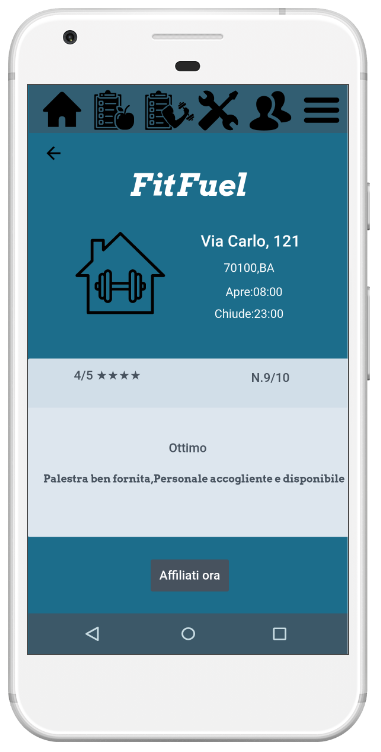 FitFuel
Via Carlo, 121
70100,BA
Apre:08:00
Chiude:23:00
4/5 ★★★★
N.9/10
Ottimo
Palestra ben fornita,Personale accogliente e disponibile
Affiliati ora